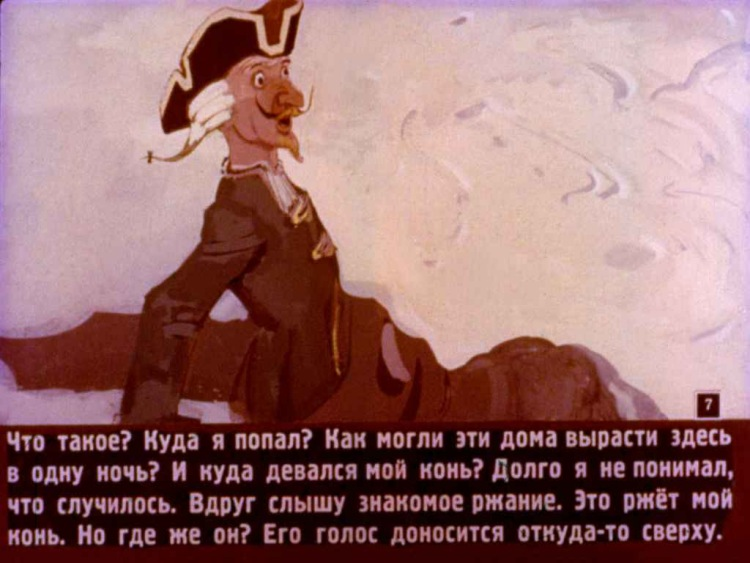 7
Что такое? Куда я попал? Как могли эти дома вырасти здесь
в одну ночь? И куда девался мой конь? Долго я не понимал,
что случилось. Вдруг слышу знакомое ржание. Это ржёт мой
конь. Но где же он? Его голос доносится откуда-то сверху.